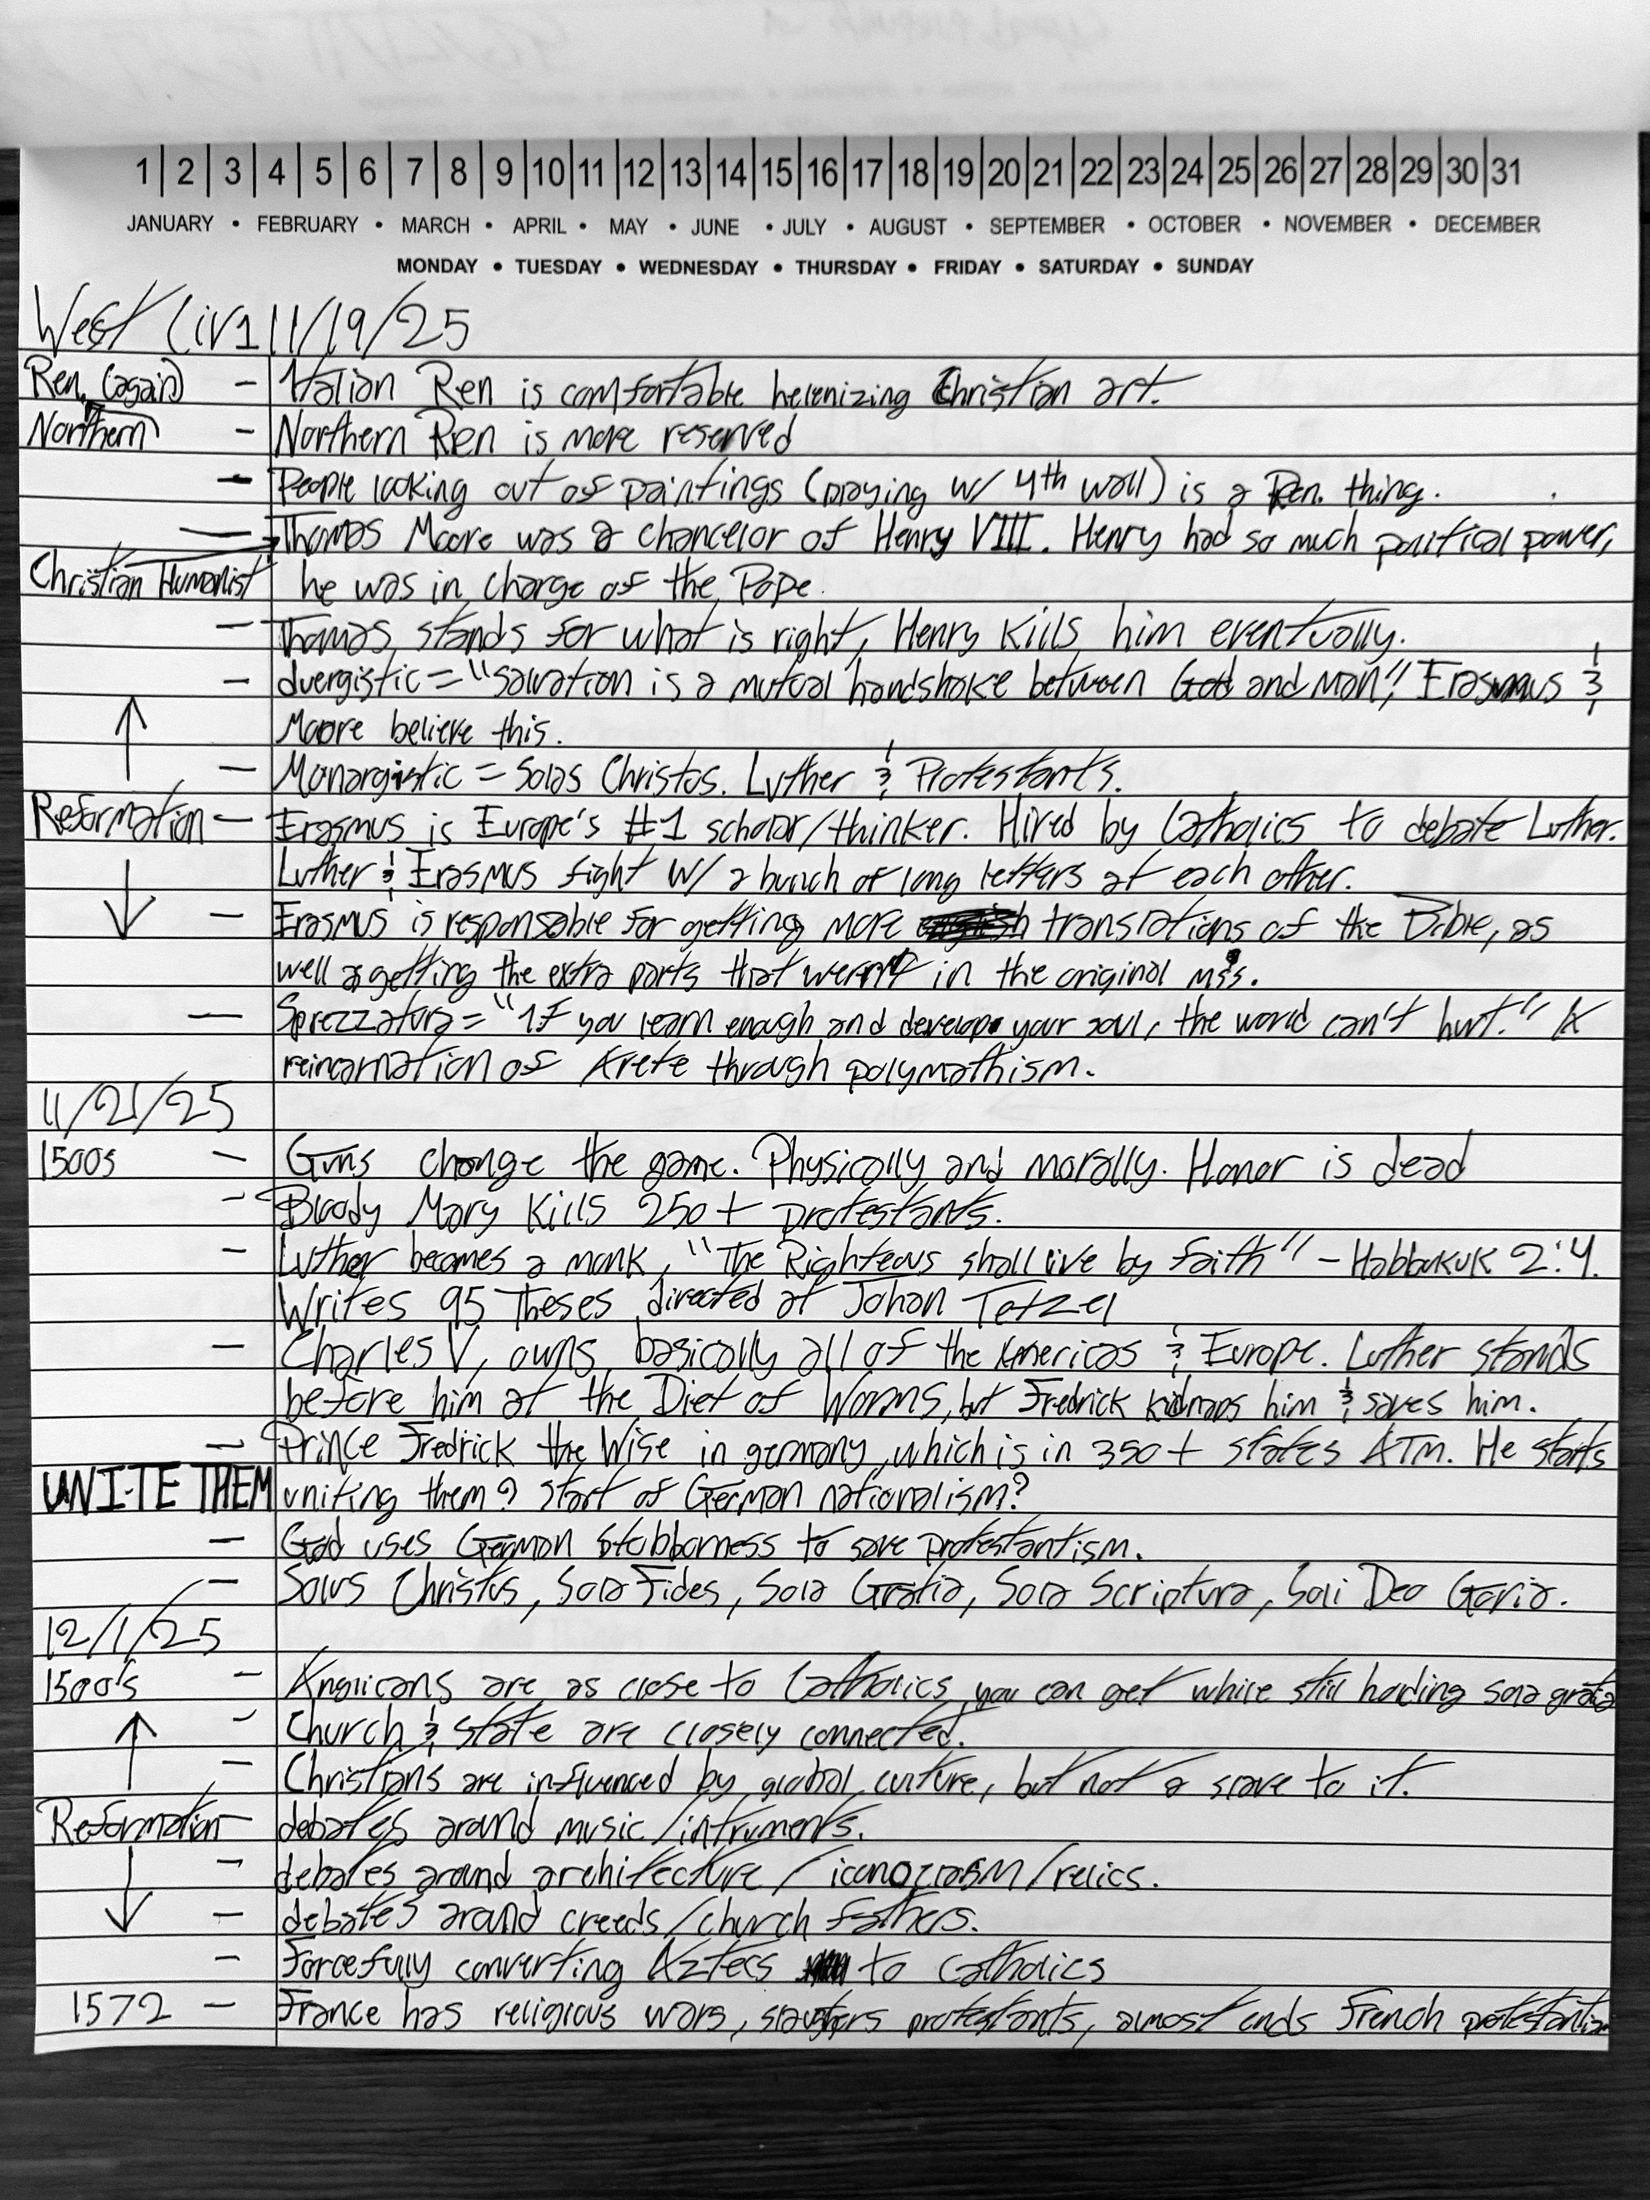 1 | 2 | 3 | 4 | 5 | 6 | 7 | 8 | 9 | 10 | 11 | 12 | 13 | 14 | 15 | 16 | 17 | 18 | 19 | 20 | 21 | 22 | 23 | 24 | 25 | 26 | 27 | 28 | 29 | 30 | 31
JANUARY • FEBRUARY • MARCH • APRIL • MAY • JUNE • JULY • AUGUST • SEPTEMBER • OCTOBER • NOVEMBER • DECEMBER
MONDAY • TUESDAY • WEDNESDAY • THURSDAY • FRIDAY • SATURDAY • SUNDAY
West Civ 1 11/19/25
Ren. (again) - Italian Ren is comfortable helenizing Christian art.
Northern - Northern Ren is more reserved
- People looking out of paintings (playing w/ 4th wall) is a Ren. thing.
- Thomas Moore was a chancelor of Henry VIII. Henry had so much political power,
Christian Humanist he was in charge of the Pope.
- Thomas stands for what is right, Henry Kills him eventually.
- duergistic = "salvation is a mutual handshake between God and man". Erasmus &
Moore believe this.
- Monargistic = Solas Christos. Luther & Protestants.
Reformation - Erasmus is Europe's #1 scholar/thinker. Hired by Catholics to debate Luther.
Luther & Erasmus fight w/ a bunch of long letters at each other.
- Erasmus is responsable for getting more translations of the Bible, as
well as getting the extra parts that wernt in the original mss.
- Sprezzatura = "If you learn enough and develop your soul, the world can't hurt." A
reincarnation of Arete through polymathism.
11/21/25
1500s - Guns change the game. Physically and morally. Honor is dead
- Bloody Mary Kills 250+ protestants.
- Luther becomes a monk, "The Righteous shall live by faith" - Habbakuk 2:4.
Writes 95 Theses directed at Johan Tetzel
- Charles V, owns basically all of the Americas & Europe. Luther stands
before him at the Diet of Worms, but Fredrick kidnaps him & saves him.
- Prince Fredrick the Wise in germany, which is in 350+ states ATM. He starts
UNITE THEM uniting them? start of German nationalism?
- God uses German stubborness to save protestantism.
- Solus Christus, Sola Fides, Sola Gratia, Sola Scriptura, Soli Deo Gloria.
12/1/25
1500's - Anglicans are as close to Catholics you can get while still holding sola gratia
- Church & state are closely connected.
- Christians are influenced by global culture, but not a slave to it.
Reformation - debates around music/intruments.
- debates around architecture / iconoclasm/relics.
- debates around creeds/church fathers.
- Forcefully converting Aztecs to catholics
1572 - France has religious wars, slaughters protestants, almost ends French protestantism